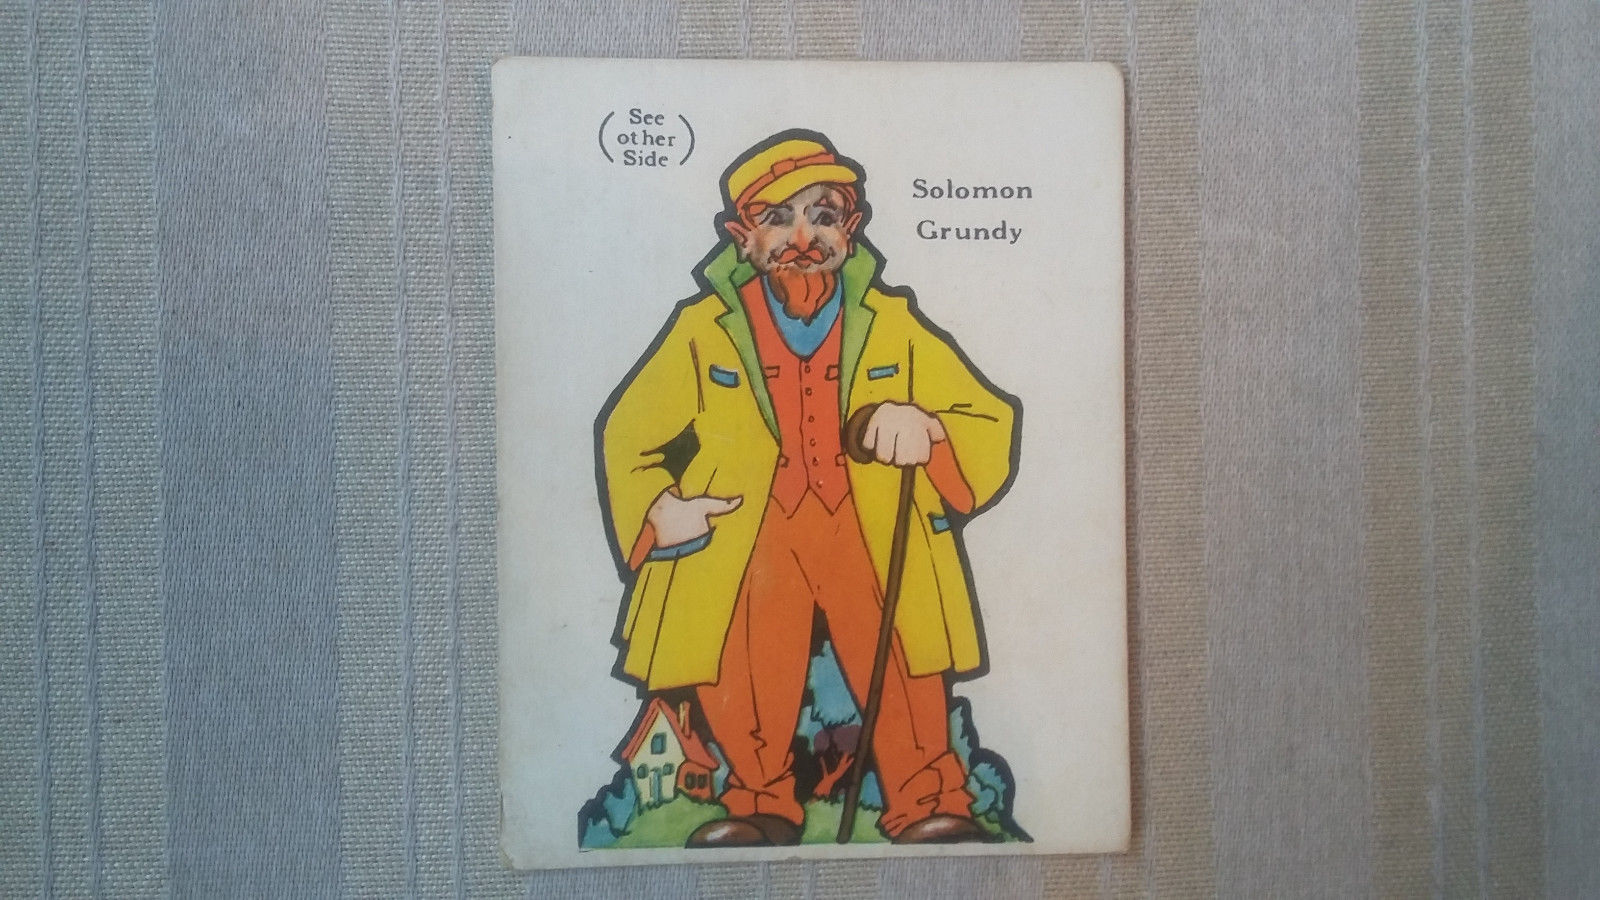 (See
other
Side)
Solomon
Grundy